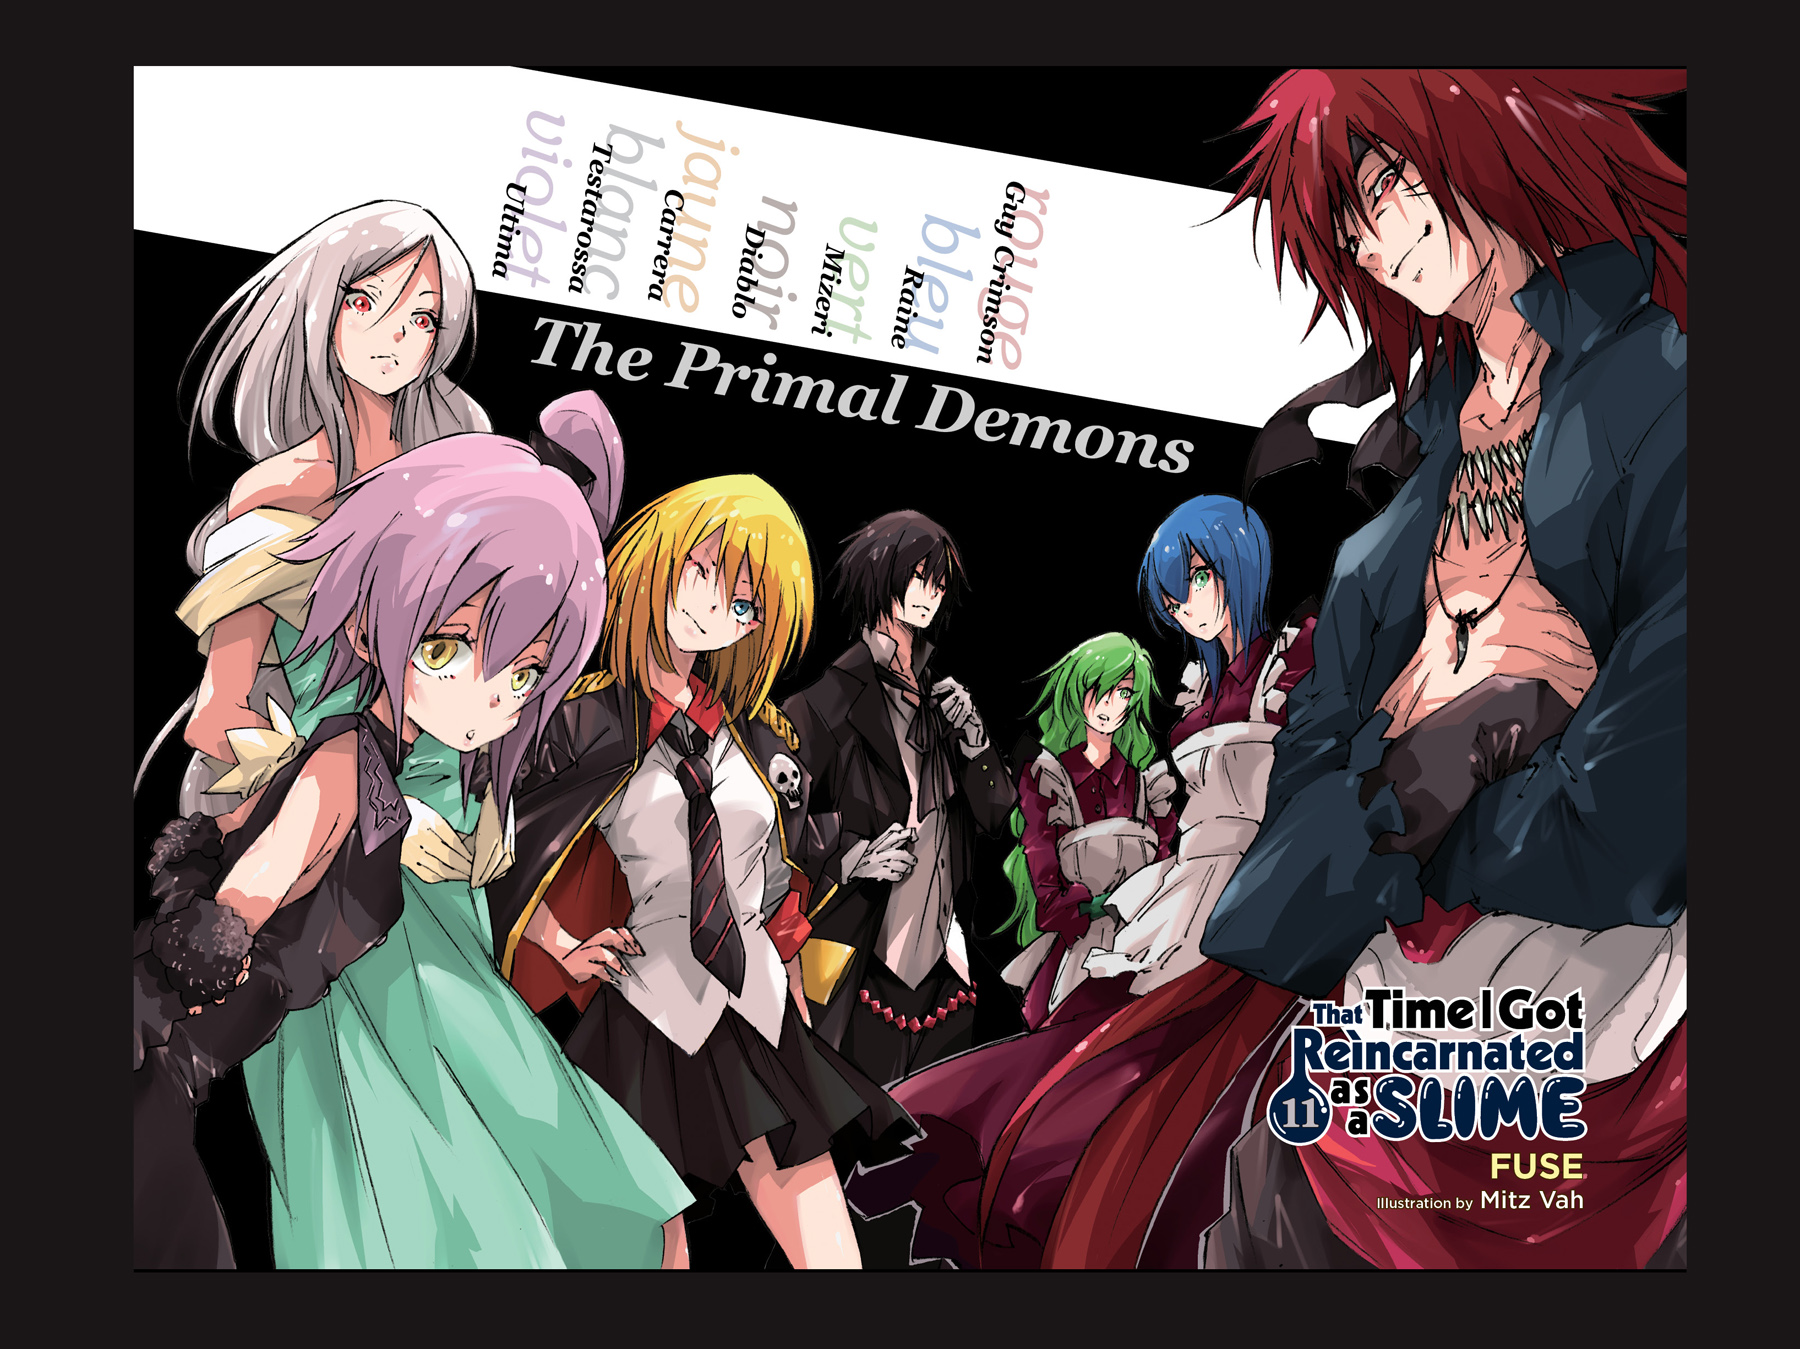 violet
Ultima
blanc
Testarossa
jaune
Carrera
noir
Diablo
vert
Mizeri
bleu
Raine
rouge
Guy Crimson
The Primal Demons
That Time I Got
Reincarnated
as
a SLIME
11
FUSE
Illustration by Mitz Vah